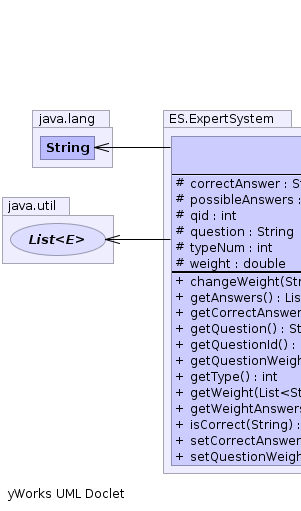 java.lang
String
java.util
List<E>
ES.ExpertSystem
# correctAnswer :
# possibleAnswers :
# qid : int
# question : String
# typeNum : int
# weight : double
+ changeWeight(Str
+ getAnswers() : List
+ getCorrectAnswer
+ getQuestion() : St
+ getQuestionId() :
+ getQuestionWeigh
+ getType() : int
+ getWeight(List<St
+ getWeightAnswers
+ isCorrect(String) :
+ setCorrectAnswer
+ setQuestionWeigh
yWorks UML Doclet